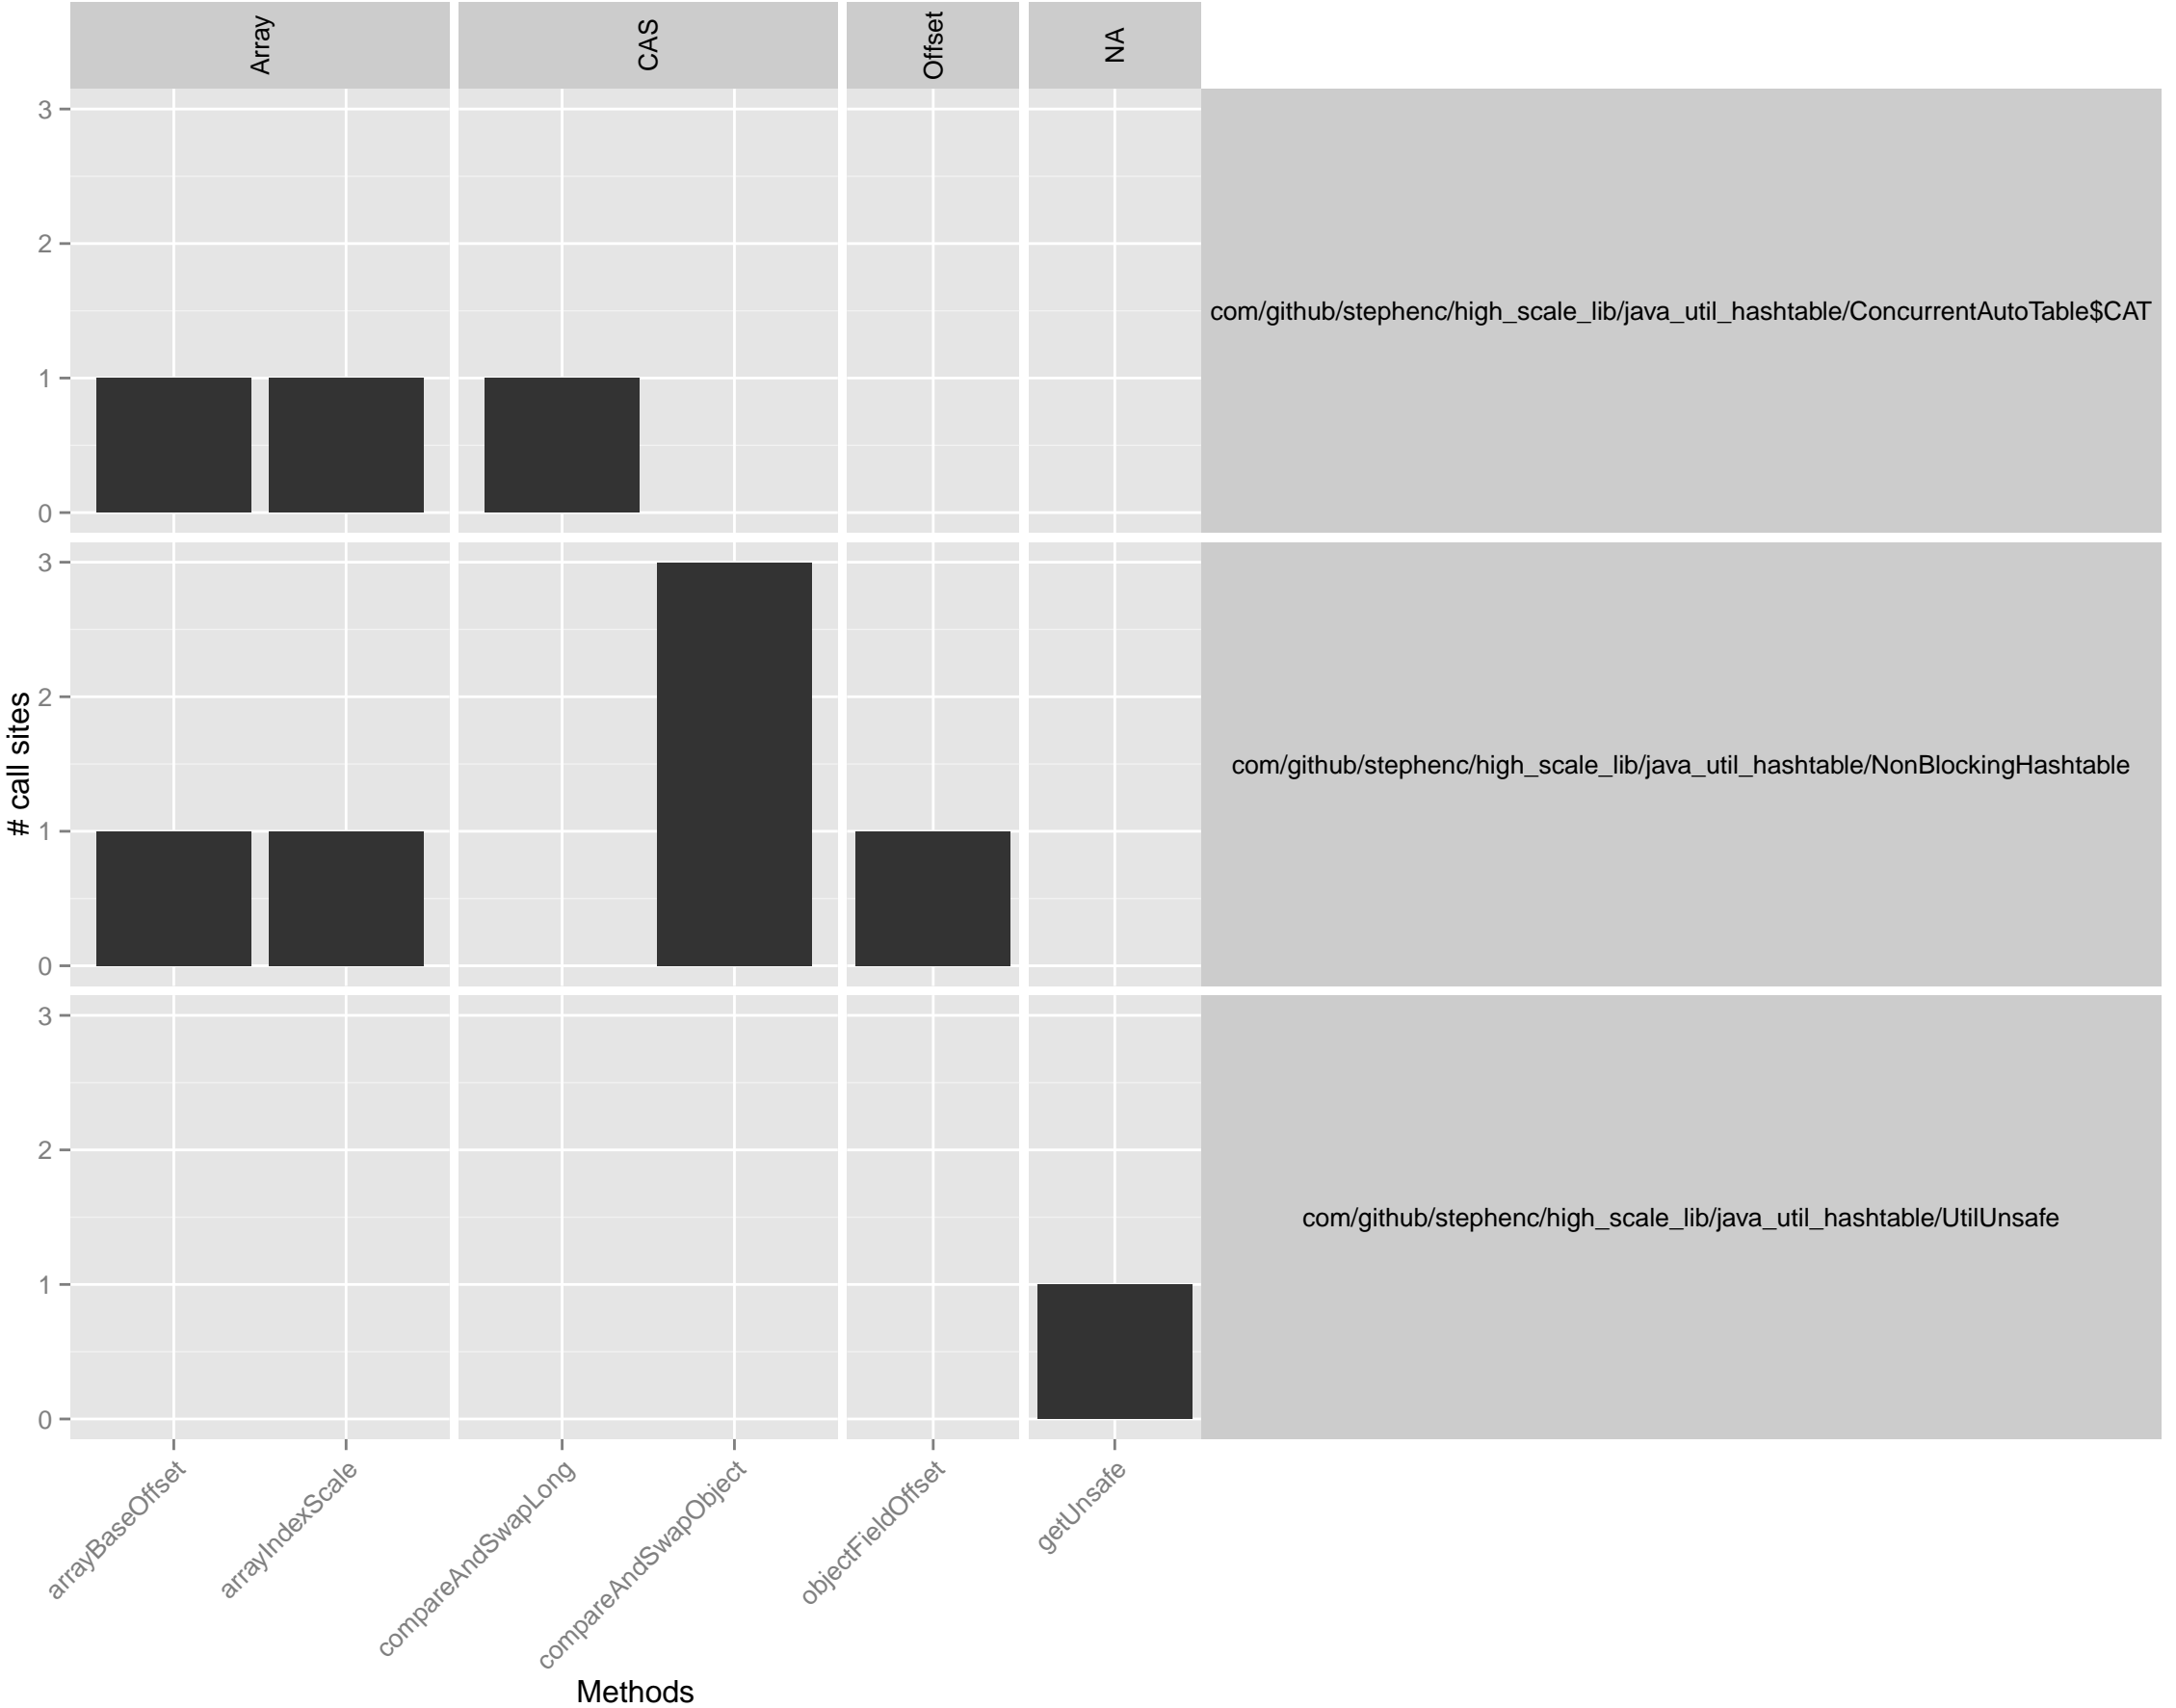 Array
CAS
Offset
NA
3
2
1
0
com/github/stephenc/high_scale_lib/java_util_hashtable/ConcurrentAutoTable$CAT
3
2
1
0
com/github/stephenc/high_scale_lib/java_util_hashtable/NonBlockingHashtable
# call sites
3
2
1
0
com/github/stephenc/high_scale_lib/java_util_hashtable/UtilUnsafe
arrayBaseOffset
arrayIndexScale
compareAndSwapLong
compareAndSwapObject
objectFieldOffset
getUnsafe
Methods